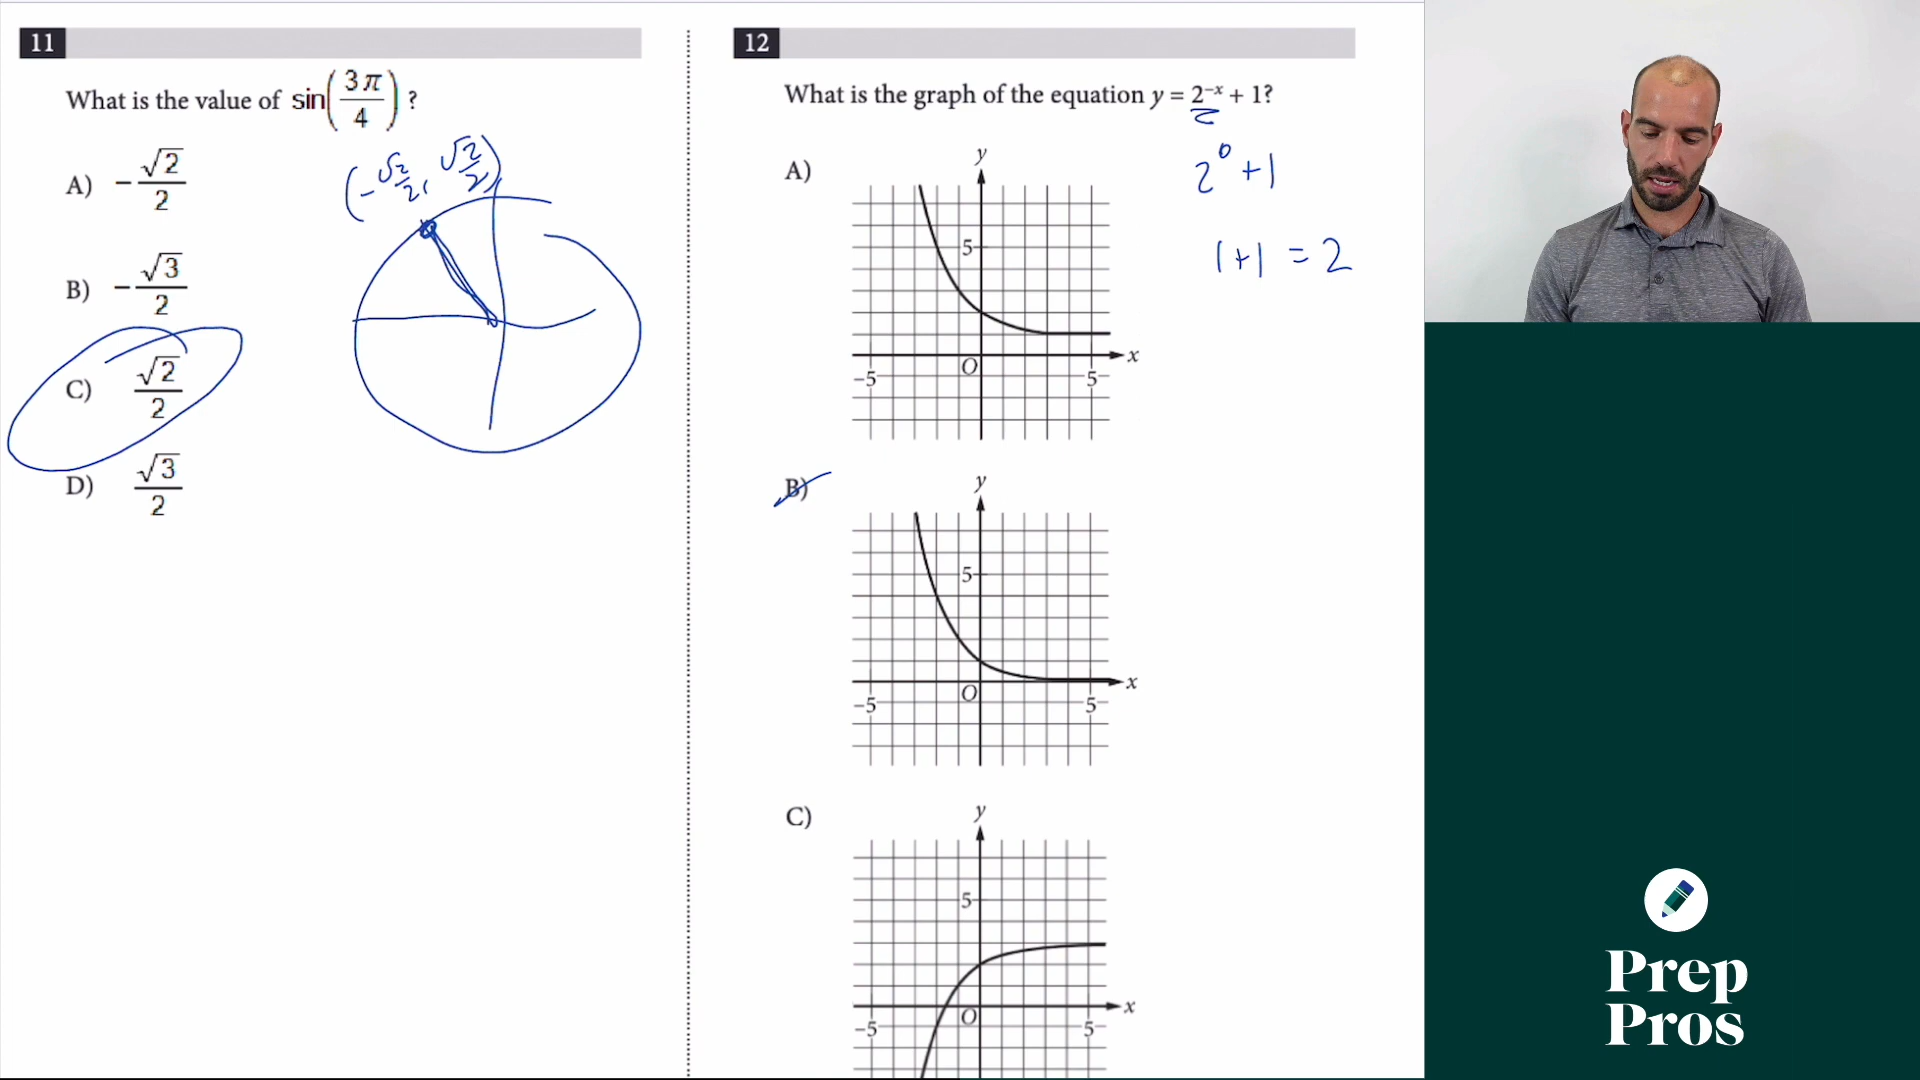 11
What is the value of sin(3π/4) ?
(-√2/2, √2/2)
A) -√2/2
B) -√3/2
C) √2/2
D) √3/2
12
What is the graph of the equation y = 2⁻ˣ + 1?
2⁰ + 1
1 + 1 = 2
A)
y
5
O
x
-5
5
B)
y
5
O
x
-5
5
C)
y
5
O
x
-5
5
Prep
Pros